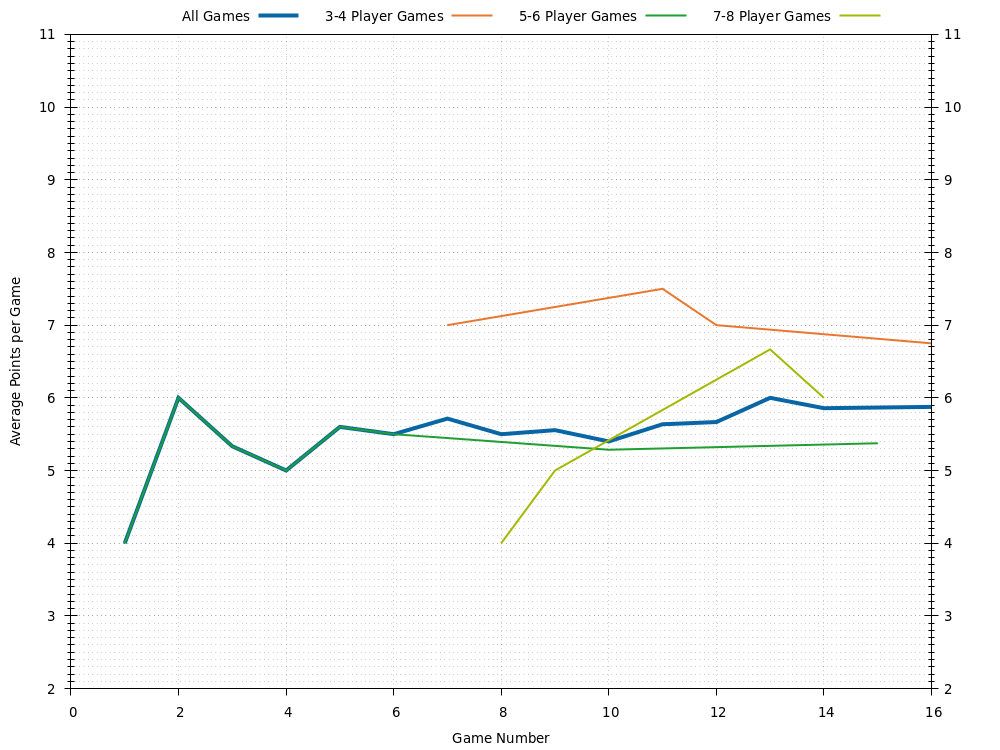 All Games 3-4 Player Games 5-6 Player Games 7-8 Player Games
11 11
10 10
9 9
8 8
7 7
6 6
5 5
4 4
3 3
2 2
Average Points per Game
0 2 4 6 8 10 12 14 16
Game Number